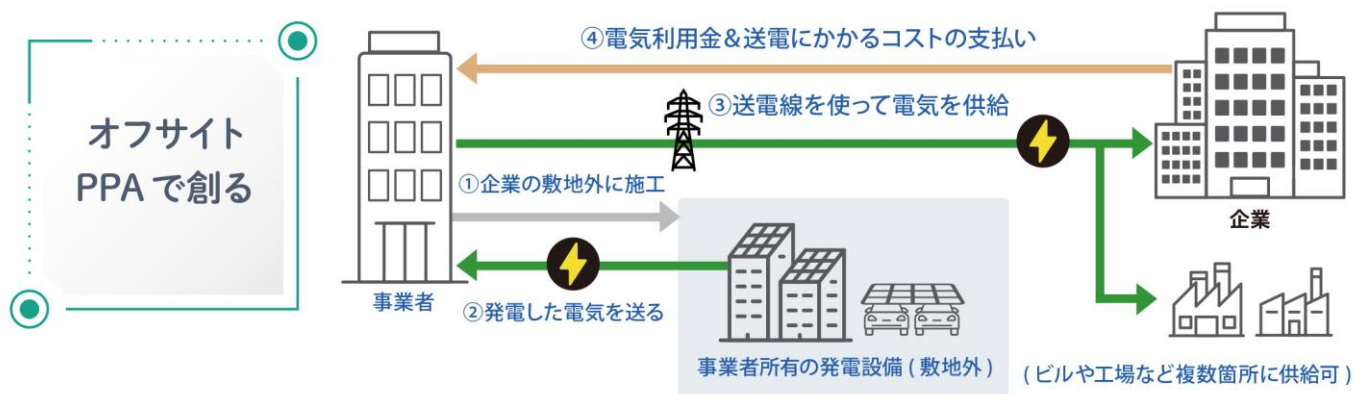 オフサイト
PPAで創る
④電気利用金＆送電にかかるコストの支払い
③送電線を使って電気を供給
①企業の敷地外に施工
②発電した電気を送る
事業者
事業者所有の発電設備(敷地外)
企業
(ビルや工場など複数箇所に供給可)